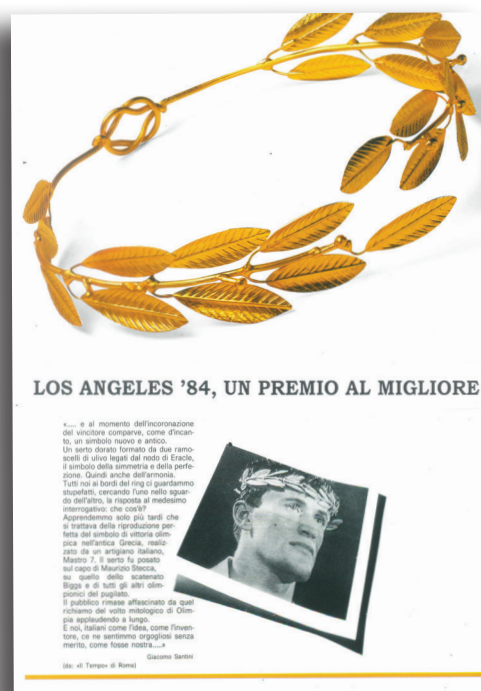 LOS ANGELES '84, UN PREMIO AL MIGLIORE
«.... e al momento dell'incoronazione
del vincitore comparve, come d'incan-
to, un simbolo nuovo e antico.
Un serto dorato formato da due ramo-
scelli di ulivo legati dal nodo di Eracle,
il simbolo della simmetria e della perfe-
zione. Quindi anche dell'armonia.
Tutti noi ai bordi del ring ci guardammo
stupefatti, cercando l'uno nello sguar-
do dell'altro, la risposta al medesimo
interrogativo: che cos'è?
Apprendemmo solo più tardi che
si trattava della riproduzione per-
fetta del simbolo di vittoria olim-
pica nell'antica Grecia, realiz-
zato da un artigiano italiano,
Mastro 7. Il serto fu posato
sul capo di Maurizio Stecca,
su quello dello scatenato
Biggs e di tutti gli altri olim-
pionici del pugilato.
Il pubblico rimase affascinato da quel
richiamo del volto mitologico di Olim-
pia applaudendo a lungo.
E noi, italiani come l'idea, come l'inven-
tore, ce ne sentimmo orgogliosi senza
merito, come fosse nostra....»
Giacomo Santini
(da: «Il Tempo» di Roma)